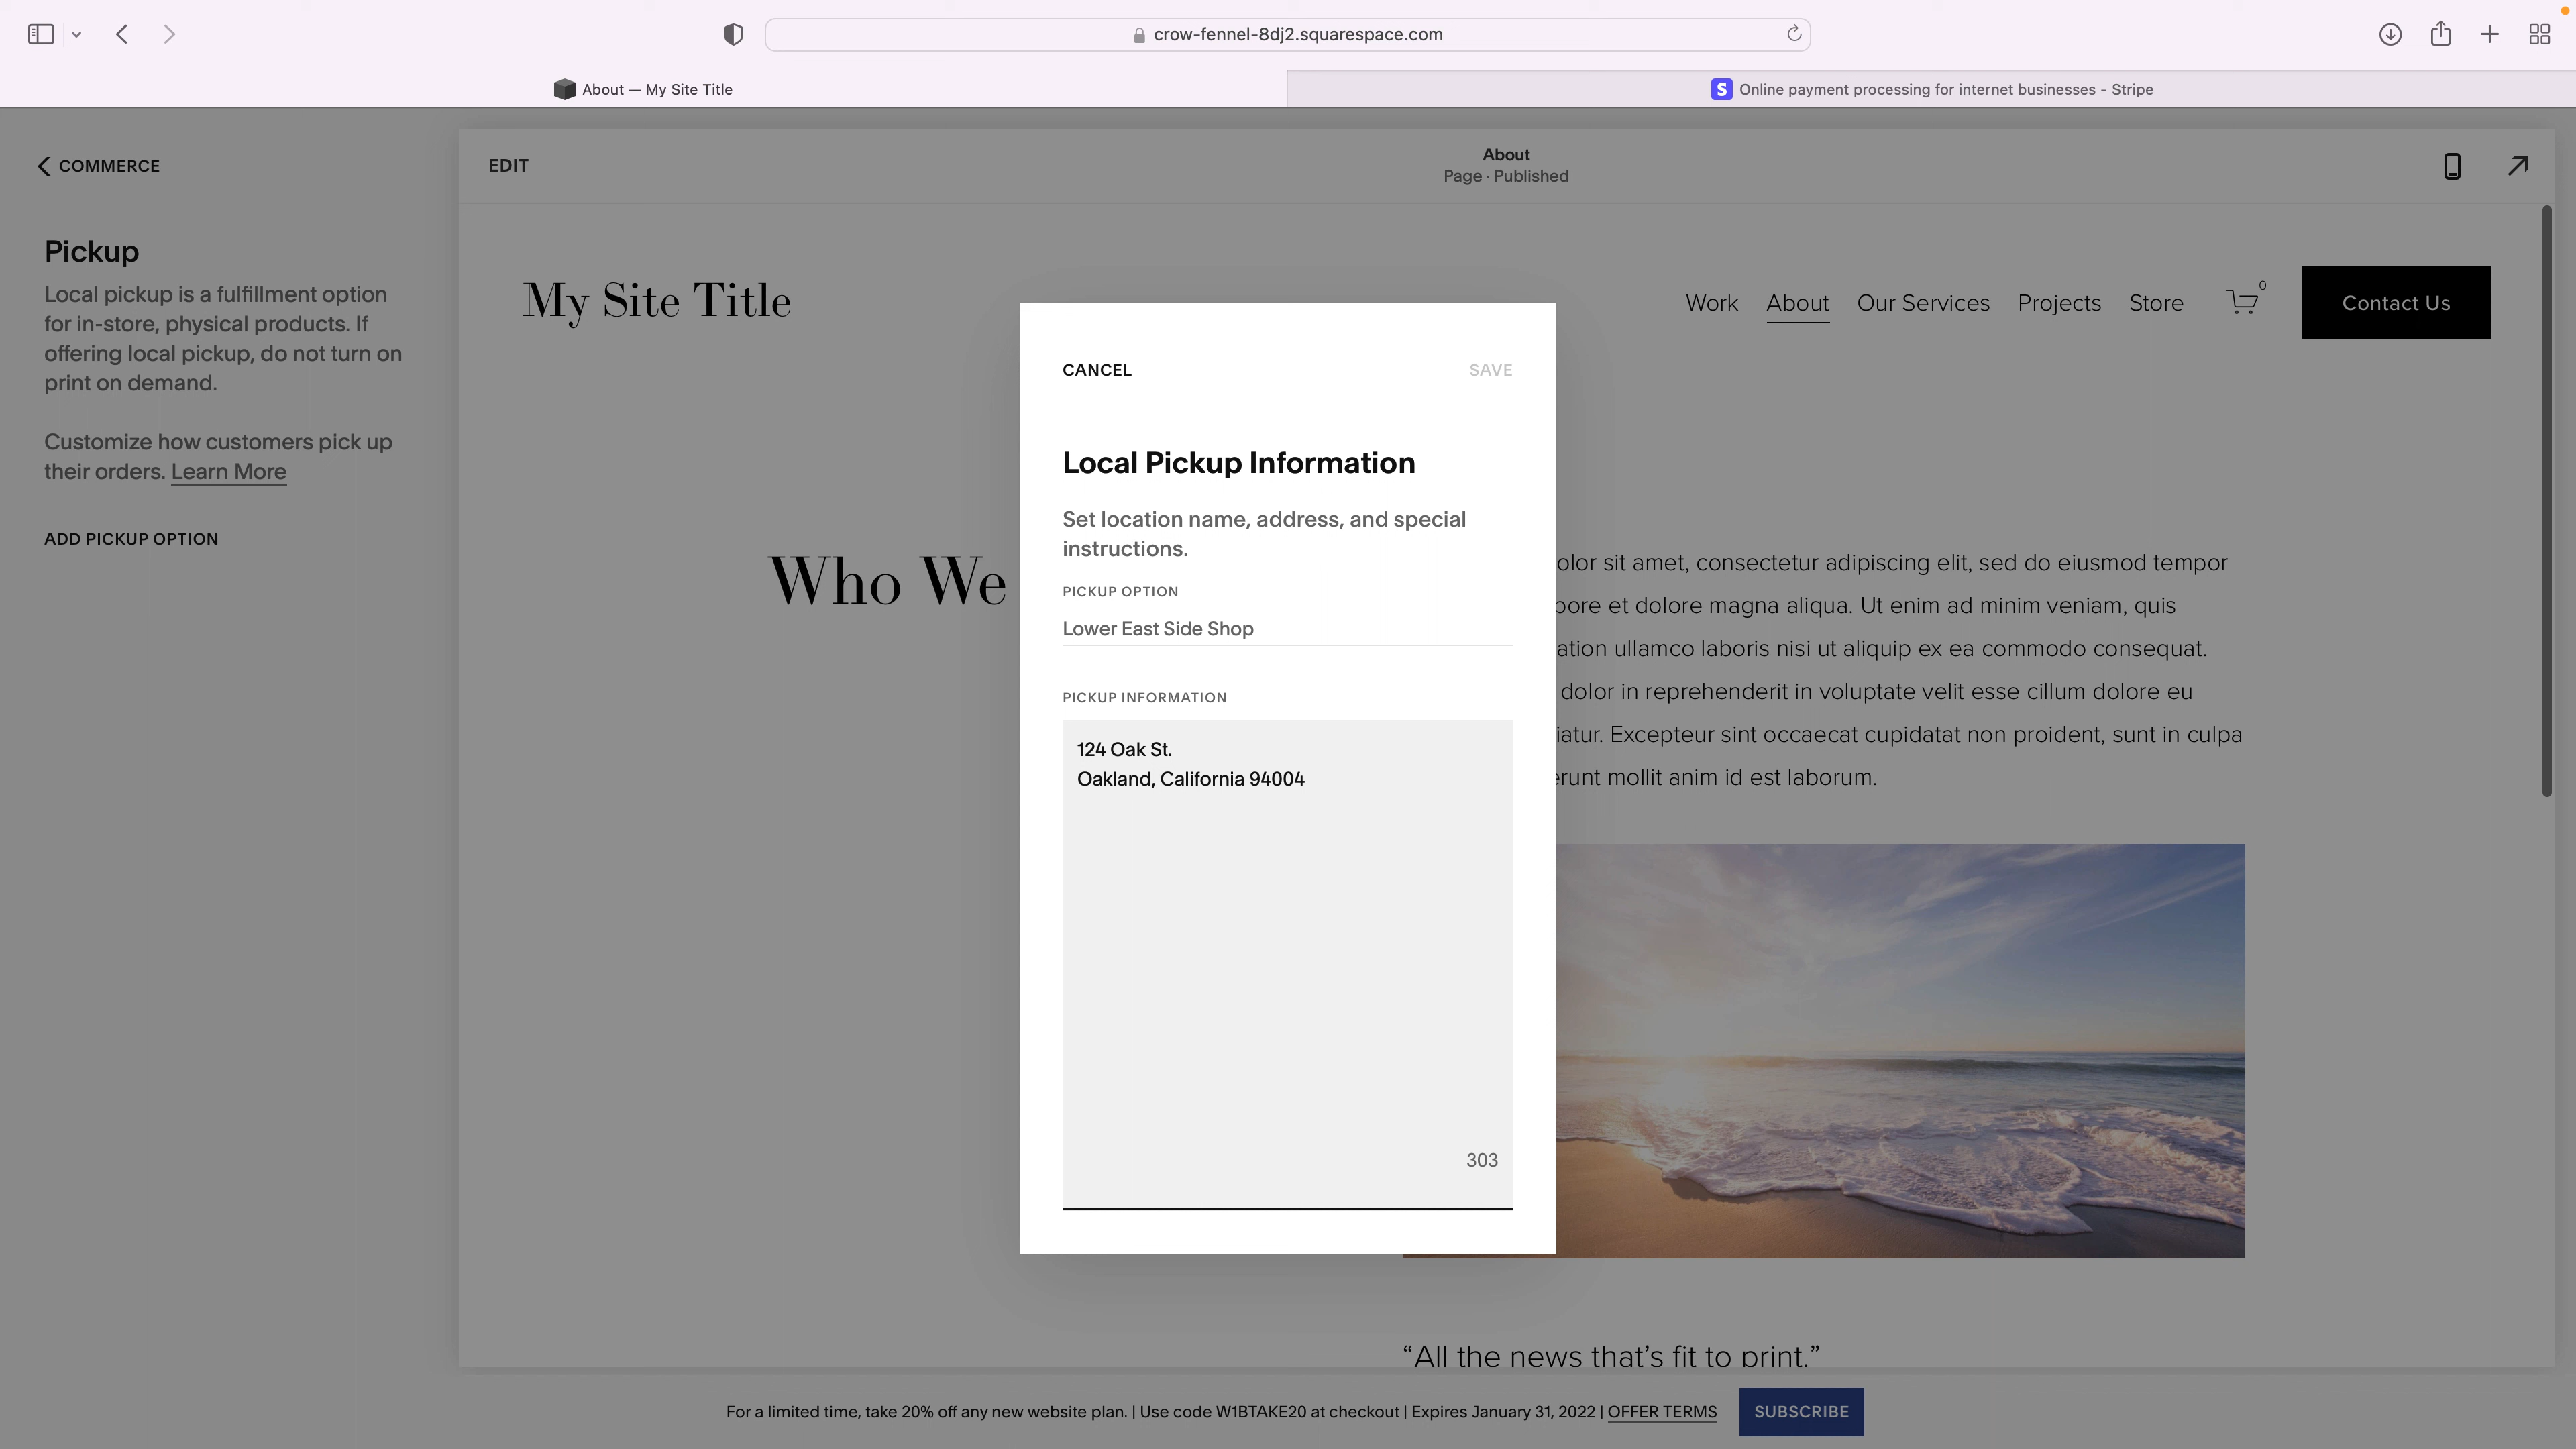 crow-fennel-8dj2.squarespace.com
About — My Site Title
S Online payment processing for internet businesses - Stripe
COMMERCE
Pickup
Local pickup is a fulfillment option
for in-store, physical products. If
offering local pickup, do not turn on
print on demand.
Customize how customers pick up
their orders. Learn More
ADD PICKUP OPTION
EDIT
About
Page · Published
My Site Title
Work About Our Services Projects Store 0 Contact Us
Who We
olor sit amet, consectetur adipiscing elit, sed do eiusmod tempor
et dolore magna aliqua. Ut enim ad minim veniam, quis
ation ullamco laboris nisi ut aliquip ex ea commodo consequat.
dolor in reprehenderit in voluptate velit esse cillum dolore eu
iatur. Excepteur sint occaecat cupidatat non proident, sunt in culpa
erunt mollit anim id est laborum.
“All the news that’s fit to print.”
CANCEL SAVE
Local Pickup Information
Set location name, address, and special
instructions.
PICKUP OPTION
Lower East Side Shop
PICKUP INFORMATION
124 Oak St.
Oakland, California 94004
303
For a limited time, take 20% off any new website plan. | Use code W1BTAKE20 at checkout | Expires January 31, 2022 | OFFER TERMS SUBSCRIBE